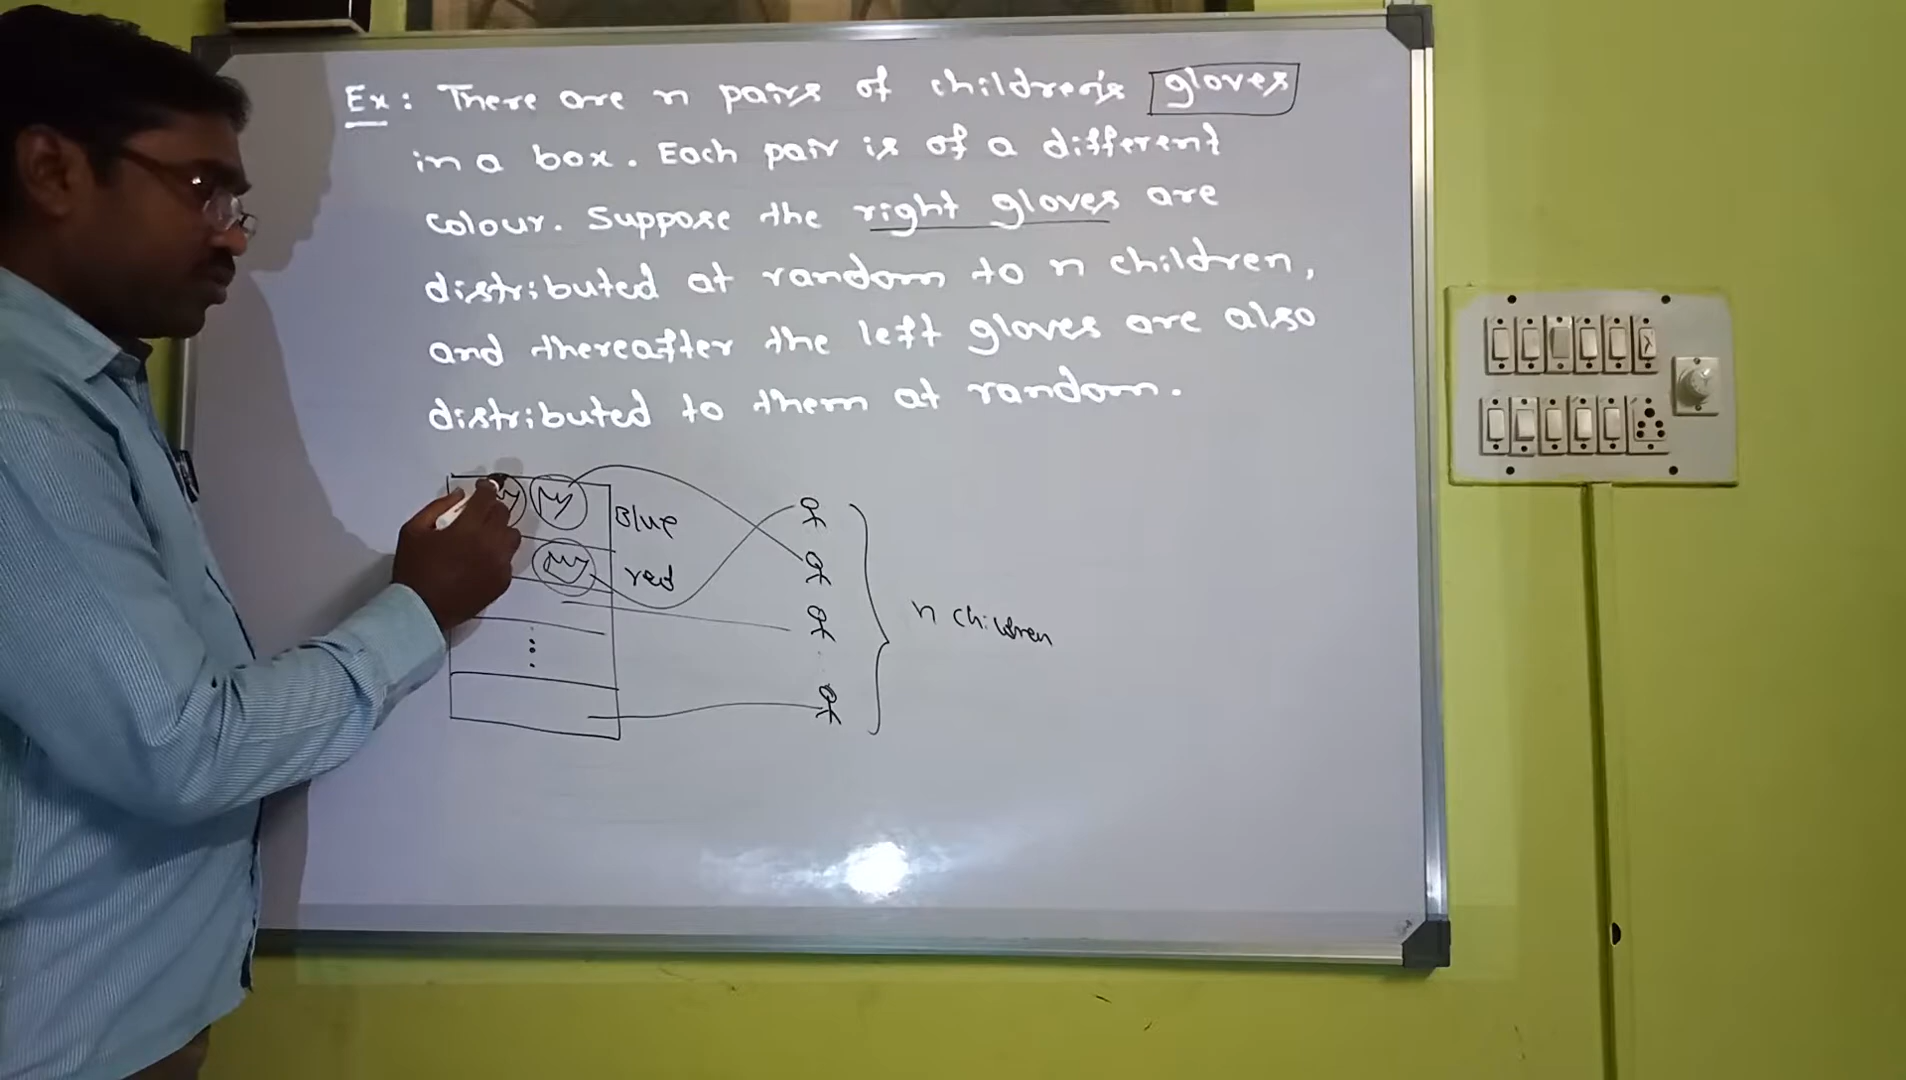 Ex: There are n pairs of children's gloves
in a box. Each pair is of a different
colour. Suppose the right gloves are
distributed at random to n children,
and thereafter the left gloves are also
distributed to them at random.
Blue
red
n children